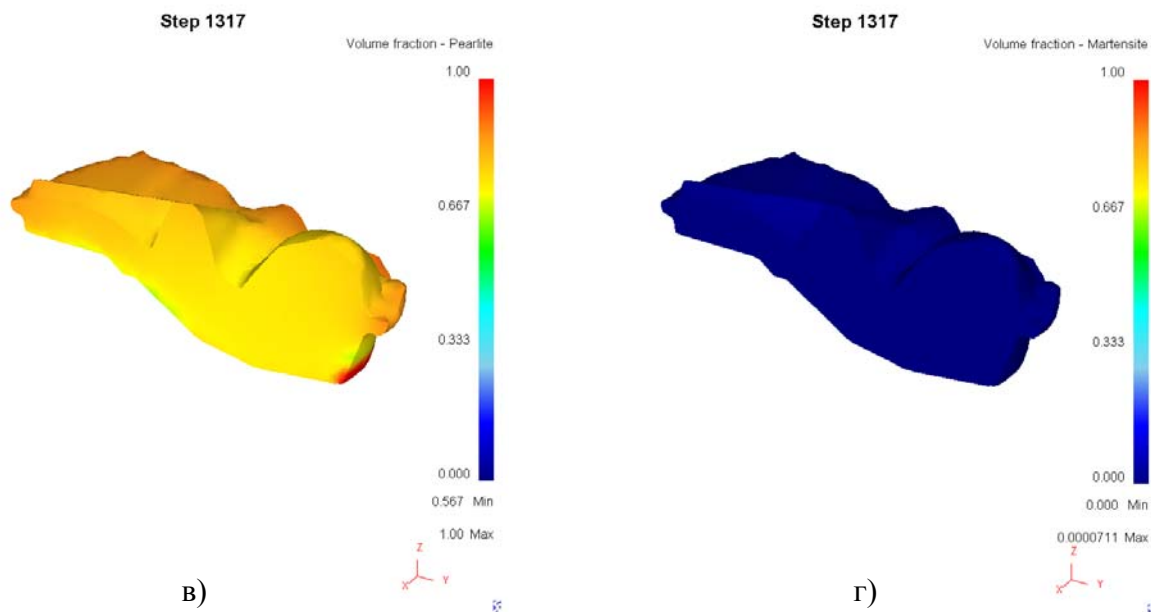 Step 1317
Volume fraction - Pearlite
1.00
0.667
0.333
0.000
0.567 Min
1.00 Max
Z
X
Y
в)
Step 1317
Volume fraction - Martensite
1.00
0.667
0.333
0.000
0.000 Min
0.0000711 Max
Z
X
Y
г)